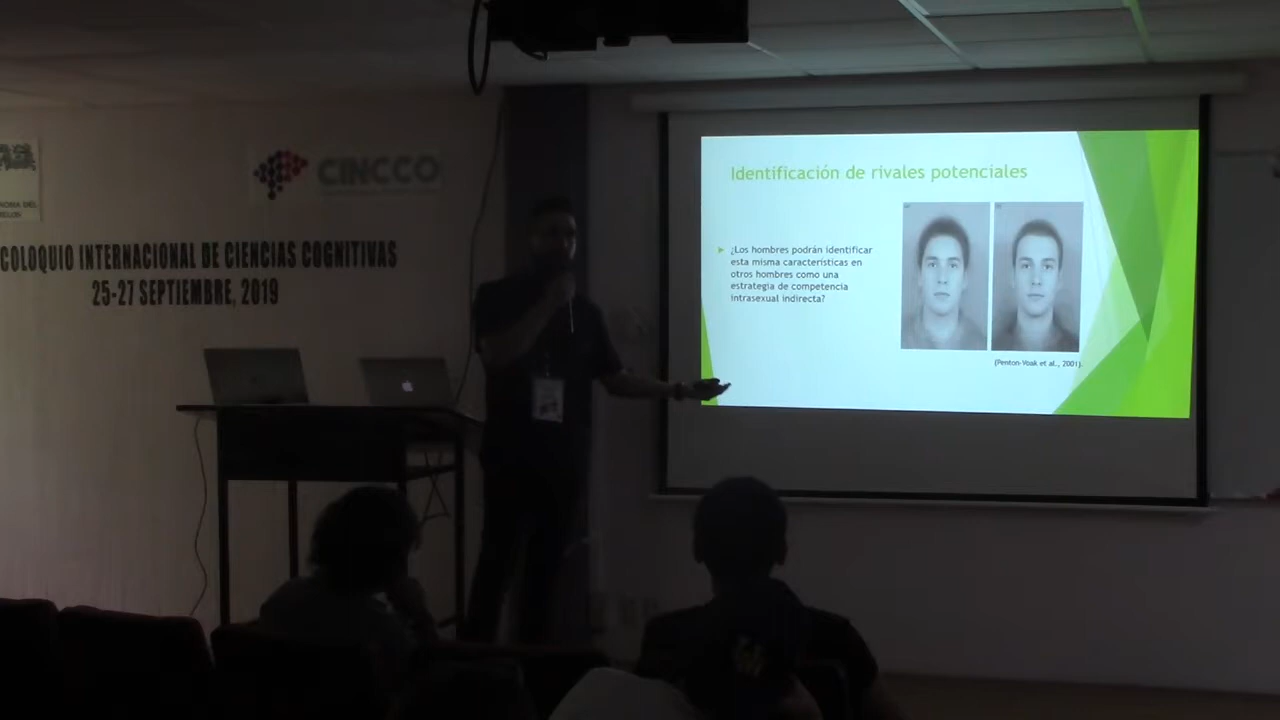 CINCCO
COLOQUIO INTERNACIONAL DE CIENCIAS COGNITIVAS
25-27 SEPTIEMBRE, 2019
Identificación de rivales potenciales
¿Los hombres podrán identificar
esta misma características en
otros hombres como una
estrategia de competencia
intrasexual indirecta?
(Penton-Voak et al., 2001).